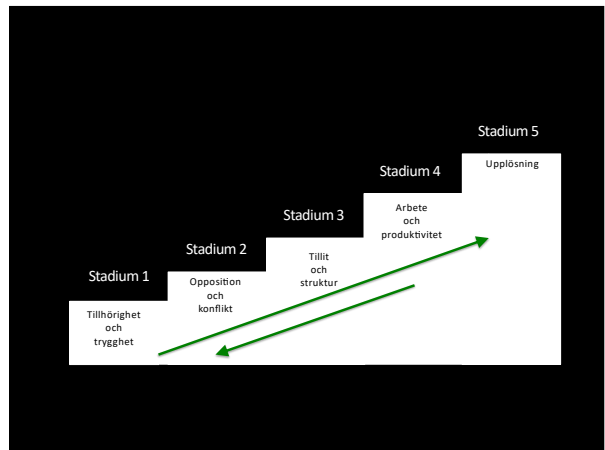 Stadium 1
Tillhörighet
och
trygghet
Stadium 2
Opposition
och
konflikt
Stadium 3
Tillit
och
struktur
Stadium 4
Arbete
och
produktivitet
Stadium 5
Upplösning